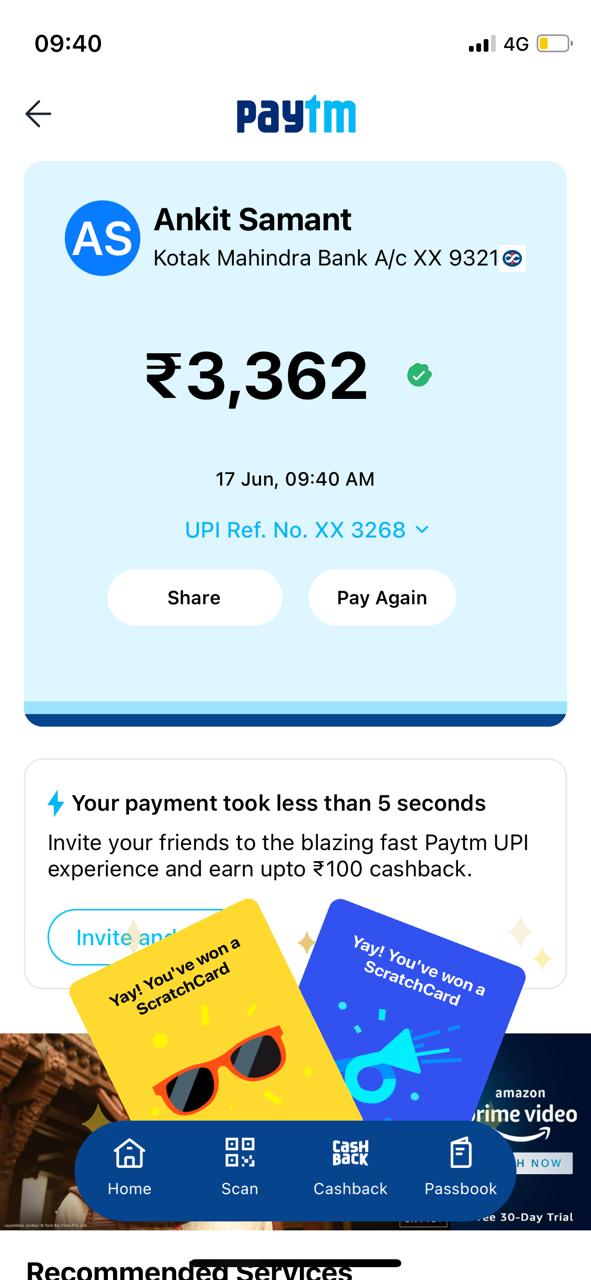 09:40
4G
paytm
AS
Ankit Samant
Kotak Mahindra Bank A/c XX 9321
₹3,362
17 Jun, 09:40 AM
UPI Ref. No. XX 3268
Share
Pay Again
Your payment took less than 5 seconds
Invite your friends to the blazing fast Paytm UPI
experience and earn upto ₹100 cashback.
Invite and
Yay! You've won a
ScratchCard
Yay! You've won a
ScratchCard
amazon
rime video
H NOW
ee 30-Day Trial
CASH
BACK
Home
Scan
Cashback
Passbook
Recommended Services